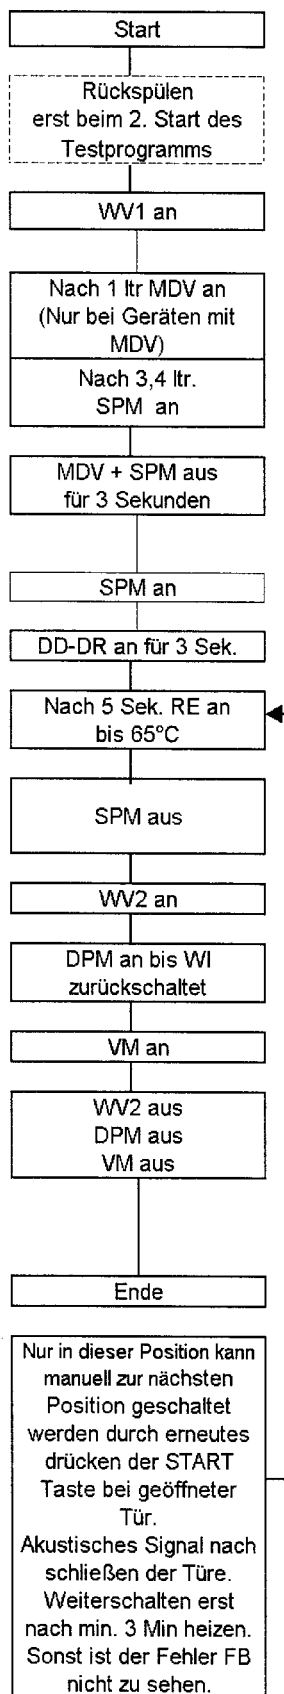 Start
Rückspülen
erst beim 2. Start des
Testprogramms
WV1 an
Nach 1 ltr MDV an
(Nur bei Geräten mit
MDV)
Nach 3,4 ltr.
SPM an
MDV + SPM aus
für 3 Sekunden
SPM an
DD-DR an für 3 Sek.
Nach 5 Sek. RE an
bis 65°C
SPM aus
WV2 an
DPM an bis WI
zurückschaltet
VM an
WV2 aus
DPM aus
VM aus
Ende
Nur in dieser Position kann
manuell zur nächsten
Position geschaltet
werden durch erneutes
drücken der START
Taste bei geöffneter
Tür.
Akustisches Signal nach
schließen der Türe.
Weiterschalten erst
nach min. 3 Min heizen.
Sonst ist der Fehler FB
nicht zu sehen.